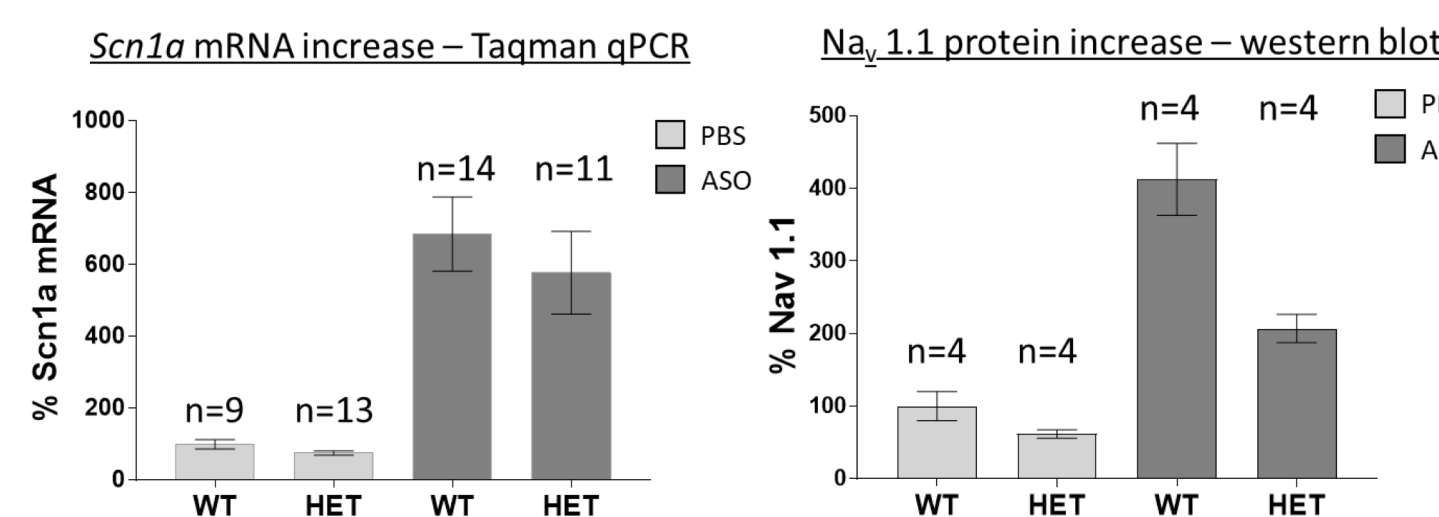 Scn1a mRNA increase – Taqman qPCR
1000
800
600
400
200
0
% Scn1a mRNA
n=9
n=13
n=14
n=11
PBS
ASO
WT
HET
WT
HET
Nav 1.1 protein increase – western blot
500
400
300
200
100
0
% Nav 1.1
n=4
n=4
n=4
n=4
P
A
WT
HET
WT
HET